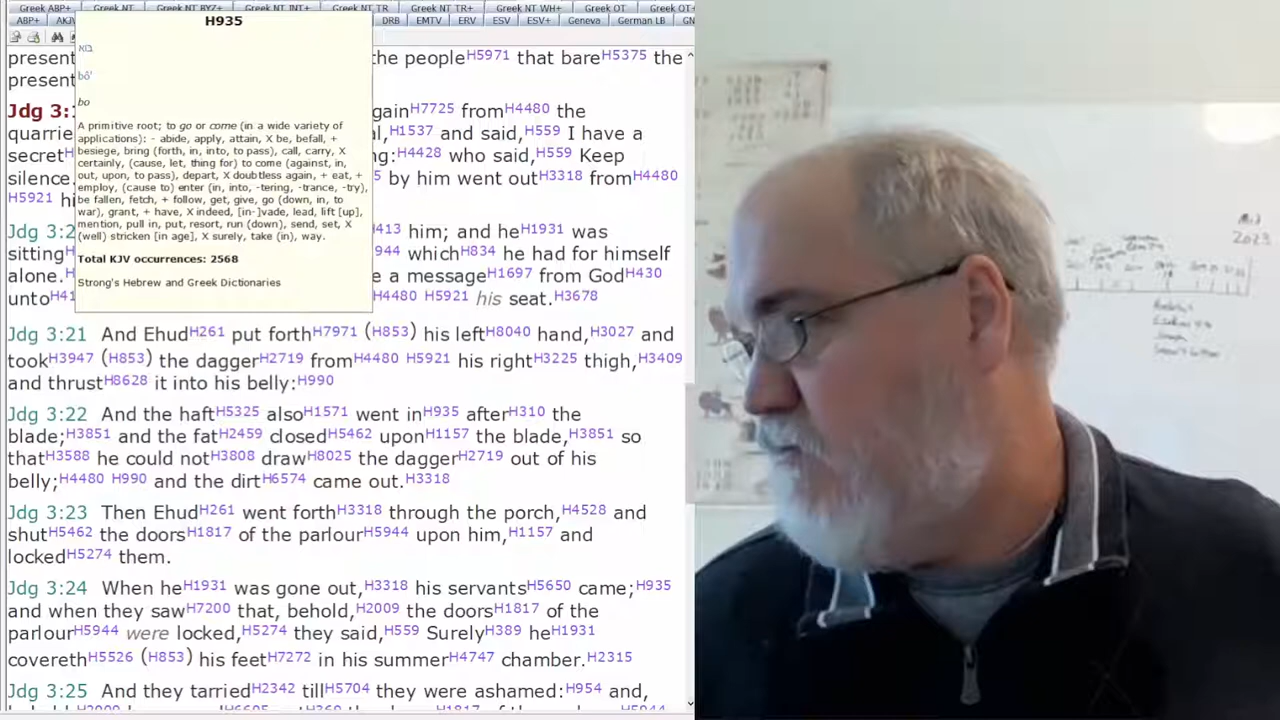 Greek ABP+
Greek NT
Greek NT BYZ+
Greek NT INT+
Greek NT TR
Greek NT TR+
Greek NT WH+
Greek OT
Greek OT+
ABP+
DRB
EMTV
ERV
ESV
ESV+
Geneva
German LB
H935
בוא
bô'
bo
A primitive root; to go or come (in a wide variety of
applications): - abide, apply, attain, X be, befall, +
besiege, bring (forth, in, into, to pass), call, carry, X
certainly, (cause, let, thing for) to come (against, in,
out, upon, to pass), depart, X doubtless again, + eat, +
employ, (cause to) enter (in, into, -tering, -trance, -try),
be fallen, fetch, + follow, get, give, go (down, in, to
war), grant, + have, X indeed, [in-]vade, lead, lift [up],
mention, pull in, put, resort, run (down), send, set, X
(well) stricken [in age], X surely, take (in), way.
Total KJV occurrences: 2568
Strong's Hebrew and Greek Dictionaries
present the people H5971 that bare H5375 the
present
Jdg 3: gain H7725 from H4480 the
quarrie l, H1537 and said, H559 I have a
secret g: H4428 who said, H559 Keep
silence. by him went out H3318 from H4480
H5921 hi
Jdg 3:2 H413 him; and he H1931 was
sitting which H834 he had for himself
alone. e a message H1697 from God H430
unto H4480 H5921 his seat. H3678
Jdg 3:21 And Ehud H261 put forth H7971 (H853) his left H8040 hand, H3027 and
took H3947 (H853) the dagger H2719 from H4480 H5921 his right H3225 thigh, H3409
and thrust H8628 it into his belly: H990
Jdg 3:22 And the haft H5325 also H1571 went in H935 after H310 the
blade; H3851 and the fat H2459 closed H5462 upon H1157 the blade, H3851 so
that H3588 he could not H3808 draw H8025 the dagger H2719 out of his
belly; H4480 H990 and the dirt H6574 came out. H3318
Jdg 3:23 Then Ehud H261 went forth H3318 through the porch, H4528 and
shut H5462 the doors H1817 of the parlour H5944 upon him, H1157 and
locked H5274 them.
Jdg 3:24 When he H1931 was gone out, H3318 his servants H5650 came; H935
and when they saw H7200 that, behold, H2009 the doors H1817 of the
parlour H5944 were locked, H5274 they said, H559 Surely H389 he H1931
covereth H5526 (H853) his feet H7272 in his summer H4747 chamber. H2315
Jdg 3:25 And they tarried H2342 till H5704 they were ashamed: H954 and,
2023